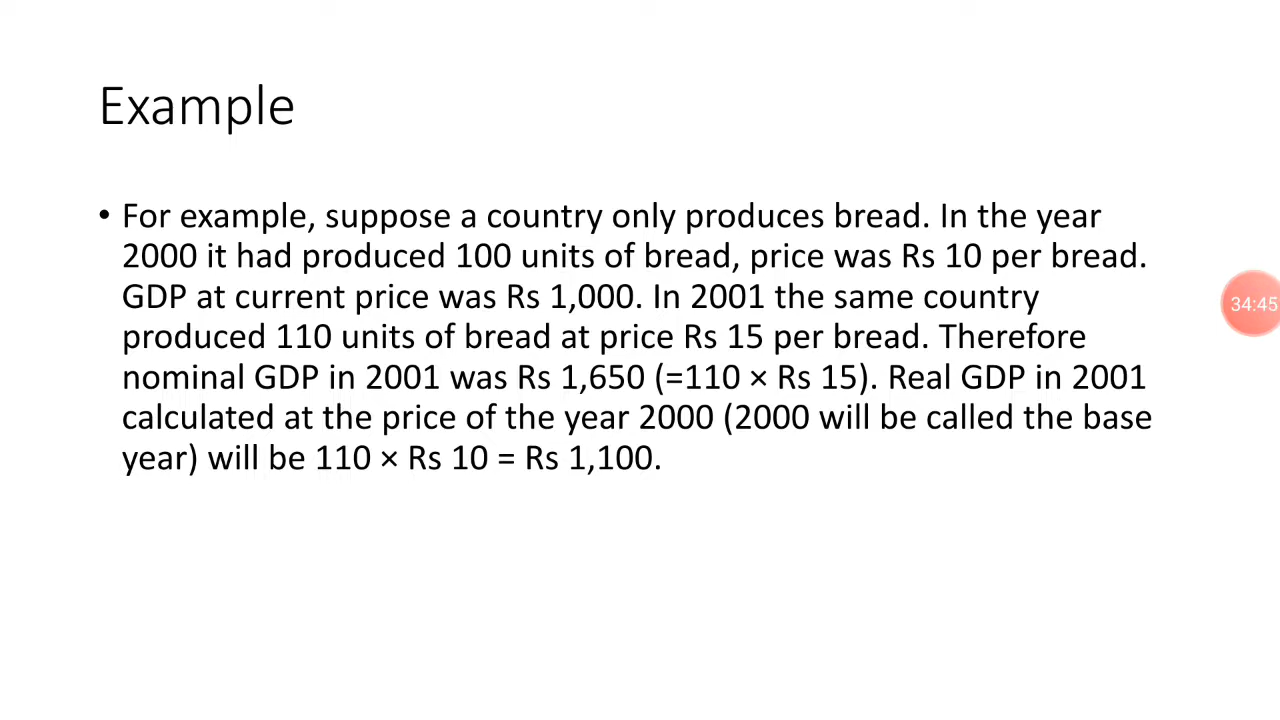 Example
• For example, suppose a country only produces bread. In the year
2000 it had produced 100 units of bread, price was Rs 10 per bread.
GDP at current price was Rs 1,000. In 2001 the same country
produced 110 units of bread at price Rs 15 per bread. Therefore
nominal GDP in 2001 was Rs 1,650 (=110 × Rs 15). Real GDP in 2001
calculated at the price of the year 2000 (2000 will be called the base
year) will be 110 × Rs 10 = Rs 1,100.
34:45